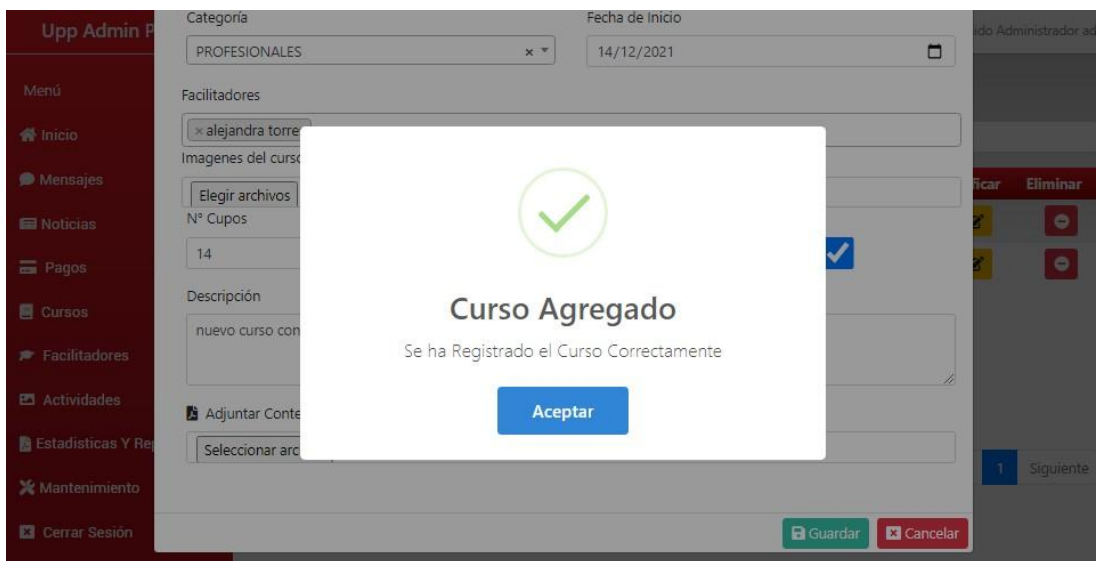 Upp Admin P
Categoría
Fecha de Inicio
ido Administrador ad
PROFESIONALES × 
14/12/2021
Menú
Facilitadores
Inicio
× alejandra torre
Imagenes del curso
Mensajes
Elegir archivos
ficar
Eliminar
N° Cupos
Noticias
14
Pagos
Descripción
Cursos
nuevo curso con
Curso Agregado
Se ha Registrado el Curso Correctamente
Facilitadores
Aceptar
Actividades
Adjuntar Conte
Estadisticas Y Rep
Seleccionar arc
1
Siguiente
Mantenimiento
Cerrar Sesión
Guardar
Cancelar